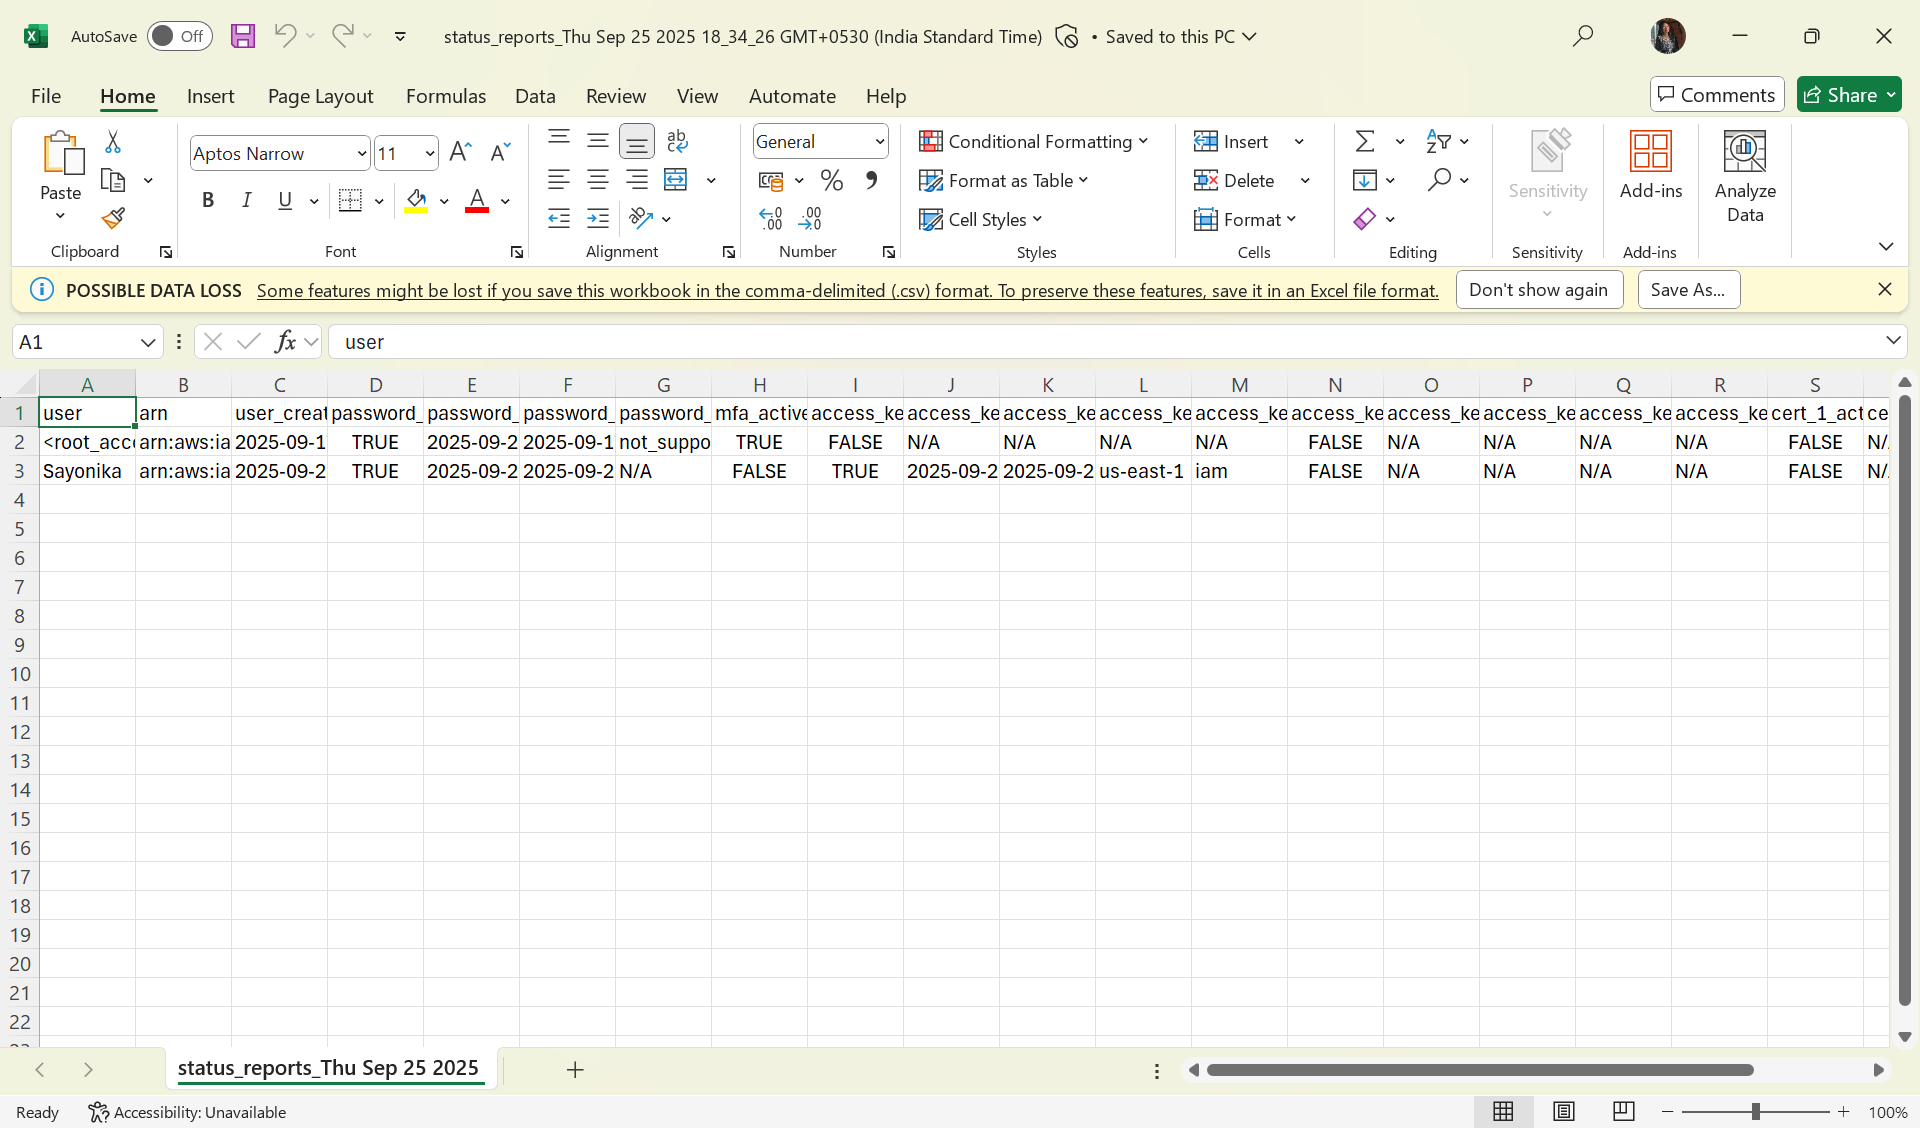 AutoSave Off status_reports_Thu Sep 25 2025 18_34_26 GMT+0530 (India Standard Time) • Saved to this PC
File Home Insert Page Layout Formulas Data Review View Automate Help Comments Share
Paste
Clipboard
Aptos Narrow 11
B I U A
Font
ab
Alignment
General
% 9
Number
Conditional Formatting
Format as Table
Cell Styles
Styles
Insert
Delete
Format
Cells
Editing
Sensitivity
Sensitivity
Add-ins
Add-ins
Analyze
Data
POSSIBLE DATA LOSS Some features might be lost if you save this workbook in the comma-delimited (.csv) format. To preserve these features, save it in an Excel file format. Don't show again Save As...
A1 fx user
A B C D E F G H I J K L M N O P Q R S
1 user arn user_creat password_ password_ password_ password_ mfa_active access_ke access_ke access_ke access_ke access_ke access_ke access_ke access_ke access_ke access_ke cert_1_act ce
2 <root_acco arn:aws:ia 2025-09-1 TRUE 2025-09-2 2025-09-1 not_suppo TRUE FALSE N/A N/A N/A N/A FALSE N/A N/A N/A N/A FALSE N/
3 Sayonika arn:aws:ia 2025-09-2 TRUE 2025-09-2 2025-09-2 N/A FALSE TRUE 2025-09-2 2025-09-2 us-east-1 iam FALSE N/A N/A N/A N/A FALSE N/
4
5
6
7
8
9
10
11
12
13
14
15
16
17
18
19
20
21
22
status_reports_Thu Sep 25 2025
Ready Accessibility: Unavailable 100%